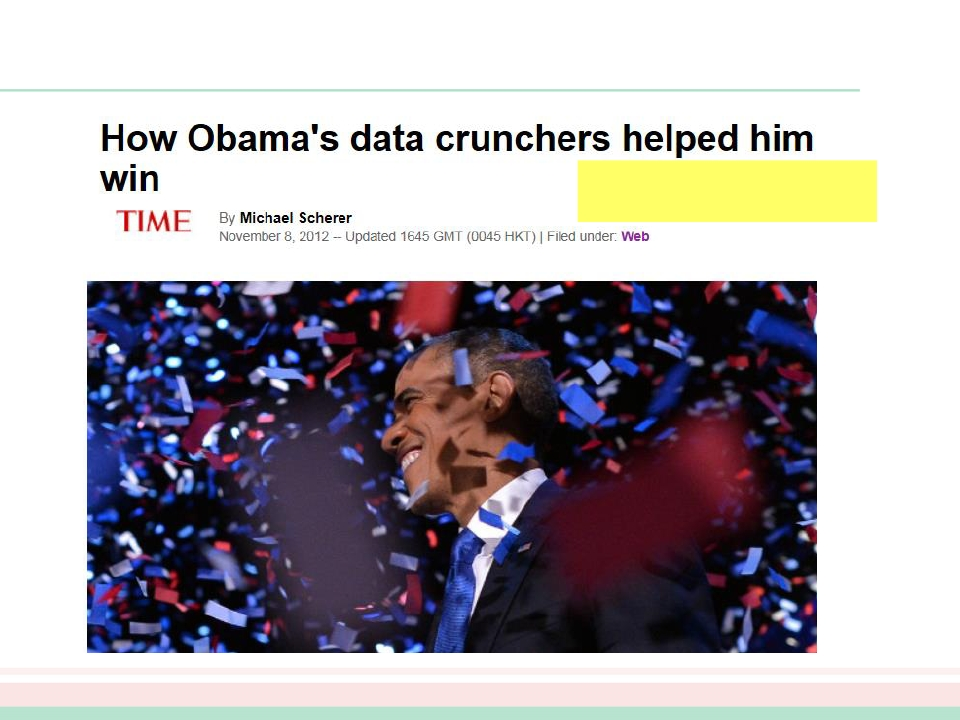 How Obama's data crunchers helped him
win
TIME
By Michael Scherer
November 8, 2012 -- Updated 1645 GMT (0045 HKT) | Filed under: Web